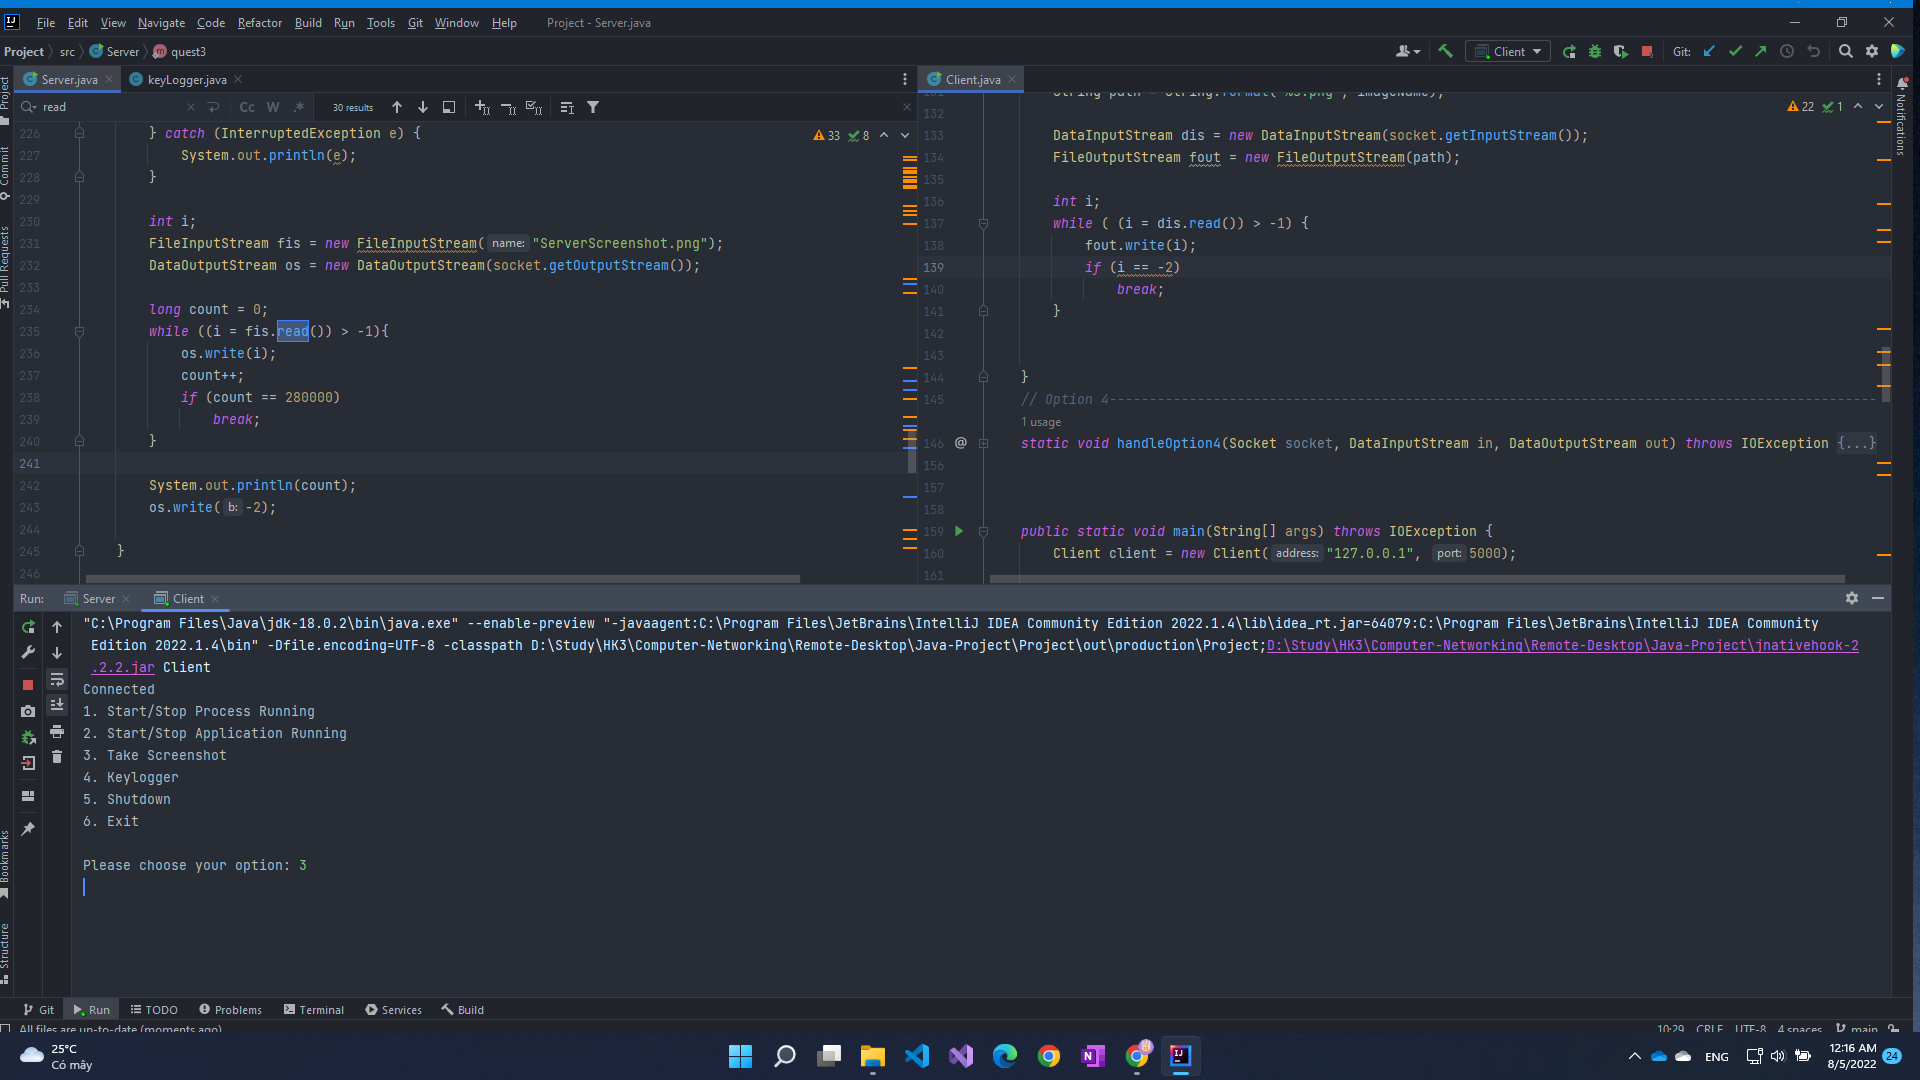 File Edit View Navigate Code Refactor Build Run Tools Git Window Help Project - Server.java
Project src Server quest3
Client Git:
Server.java keyLogger.java
read Cc W .* 30 results
33 8
226 } catch (InterruptedException e) {
227 System.out.println(e);
228 }
229
230 int i;
231 FileInputStream fis = new FileInputStream( name: "ServerScreenshot.png");
232 DataOutputStream os = new DataOutputStream(socket.getOutputStream());
233
234 long count = 0;
235 while ((i = fis.read()) > -1){
236 os.write(i);
237 count++;
238 if (count == 280000)
239 break;
240 }
241
242 System.out.println(count);
243 os.write( b: -2);
244
245 }
246
Client.java
22 1
132
133 DataInputStream dis = new DataInputStream(socket.getInputStream());
134 FileOutputStream fout = new FileOutputStream(path);
135
136 int i;
137 while ( (i = dis.read()) > -1) {
138 fout.write(i);
139 if (i == -2)
140 break;
141 }
142
143
144 }
145 // Option 4------------------------------------------------------------------------------------------------
1 usage
146 @ static void handleOption4(Socket socket, DataInputStream in, DataOutputStream out) throws IOException {...}
156
157
158
159 public static void main(String[] args) throws IOException {
160 Client client = new Client( address: "127.0.0.1", port: 5000);
161
Project
Commit
Pull Requests
Bookmarks
Structure
Notifications
Run: Server Client
"C:\Program Files\Java\jdk-18.0.2\bin\java.exe" --enable-preview "-javaagent:C:\Program Files\JetBrains\IntelliJ IDEA Community Edition 2022.1.4\lib\idea_rt.jar=64079:C:\Program Files\JetBrains\IntelliJ IDEA Community
Edition 2022.1.4\bin" -Dfile.encoding=UTF-8 -classpath D:\Study\HK3\Computer-Networking\Remote-Desktop\Java-Project\Project\out\production\Project;D:\Study\HK3\Computer-Networking\Remote-Desktop\Java-Project\jnativehook-2
.2.2.jar Client
Connected
1. Start/Stop Process Running
2. Start/Stop Application Running
3. Take Screenshot
4. Keylogger
5. Shutdown
6. Exit
Please choose your option: 3
Git Run TODO Problems Terminal Services Build
All files are up-to-date (moments ago)
10:29 CRLF UTF-8 4 spaces main
25°C
Có mây
ENG
12:16 AM
8/5/2022
24